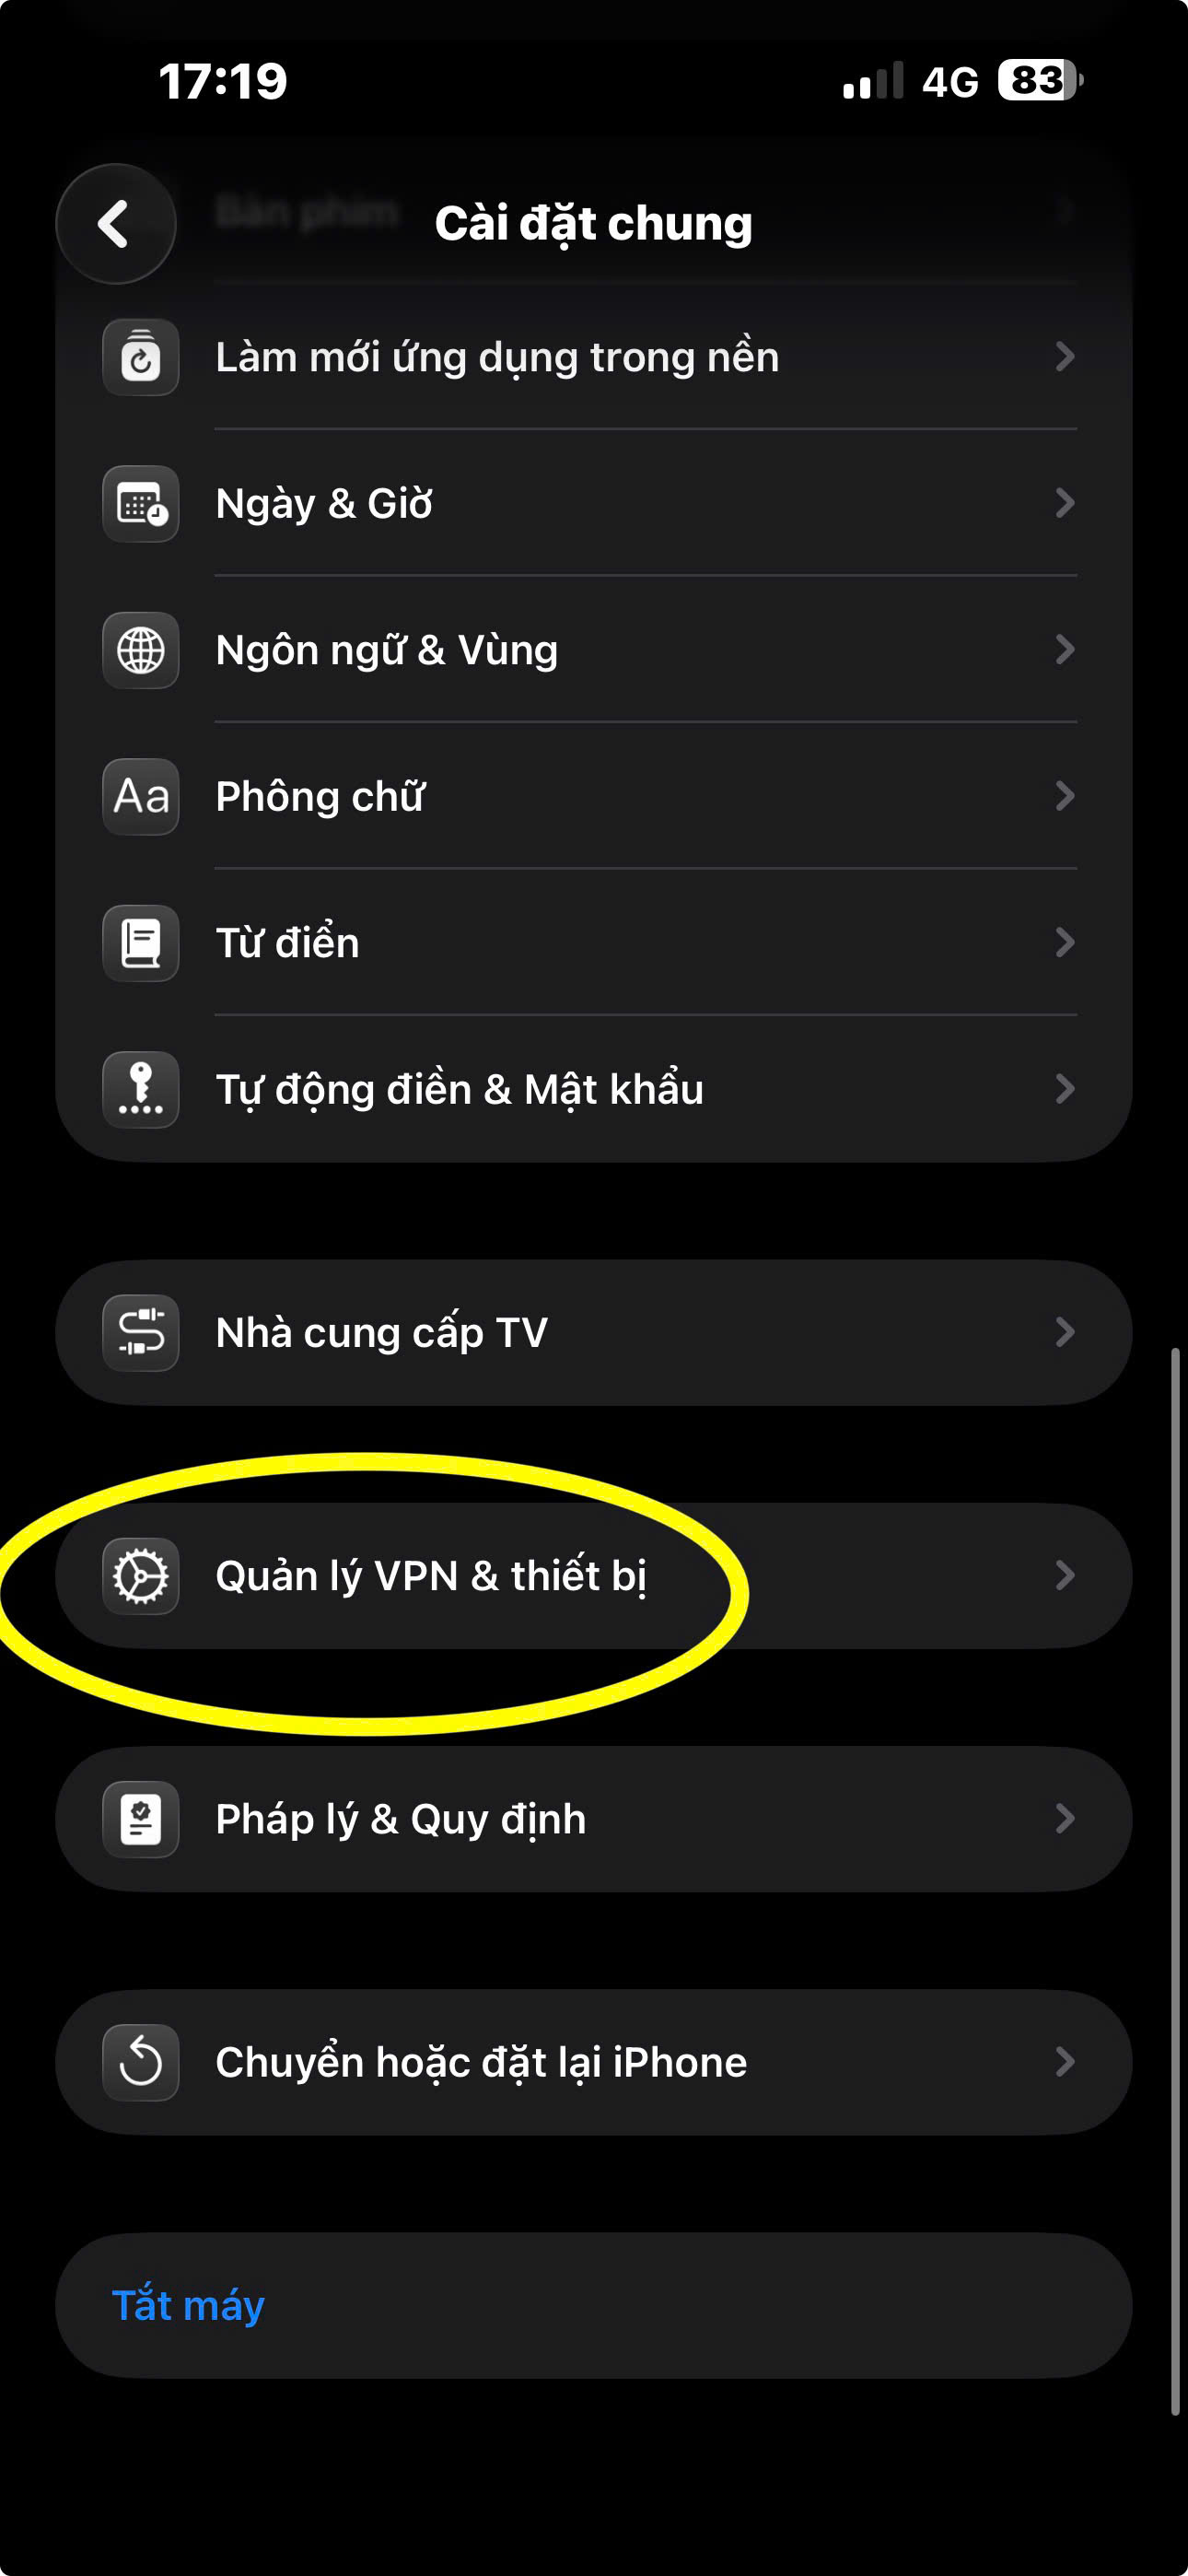 17:19
4G
83
Bàn phím
Cài đặt chung
Làm mới ứng dụng trong nền
Ngày & Giờ
Ngôn ngữ & Vùng
Aa
Phông chữ
Từ điển
Tự động điền & Mật khẩu
Nhà cung cấp TV
Quản lý VPN & thiết bị
Pháp lý & Quy định
Chuyển hoặc đặt lại iPhone
Tắt máy